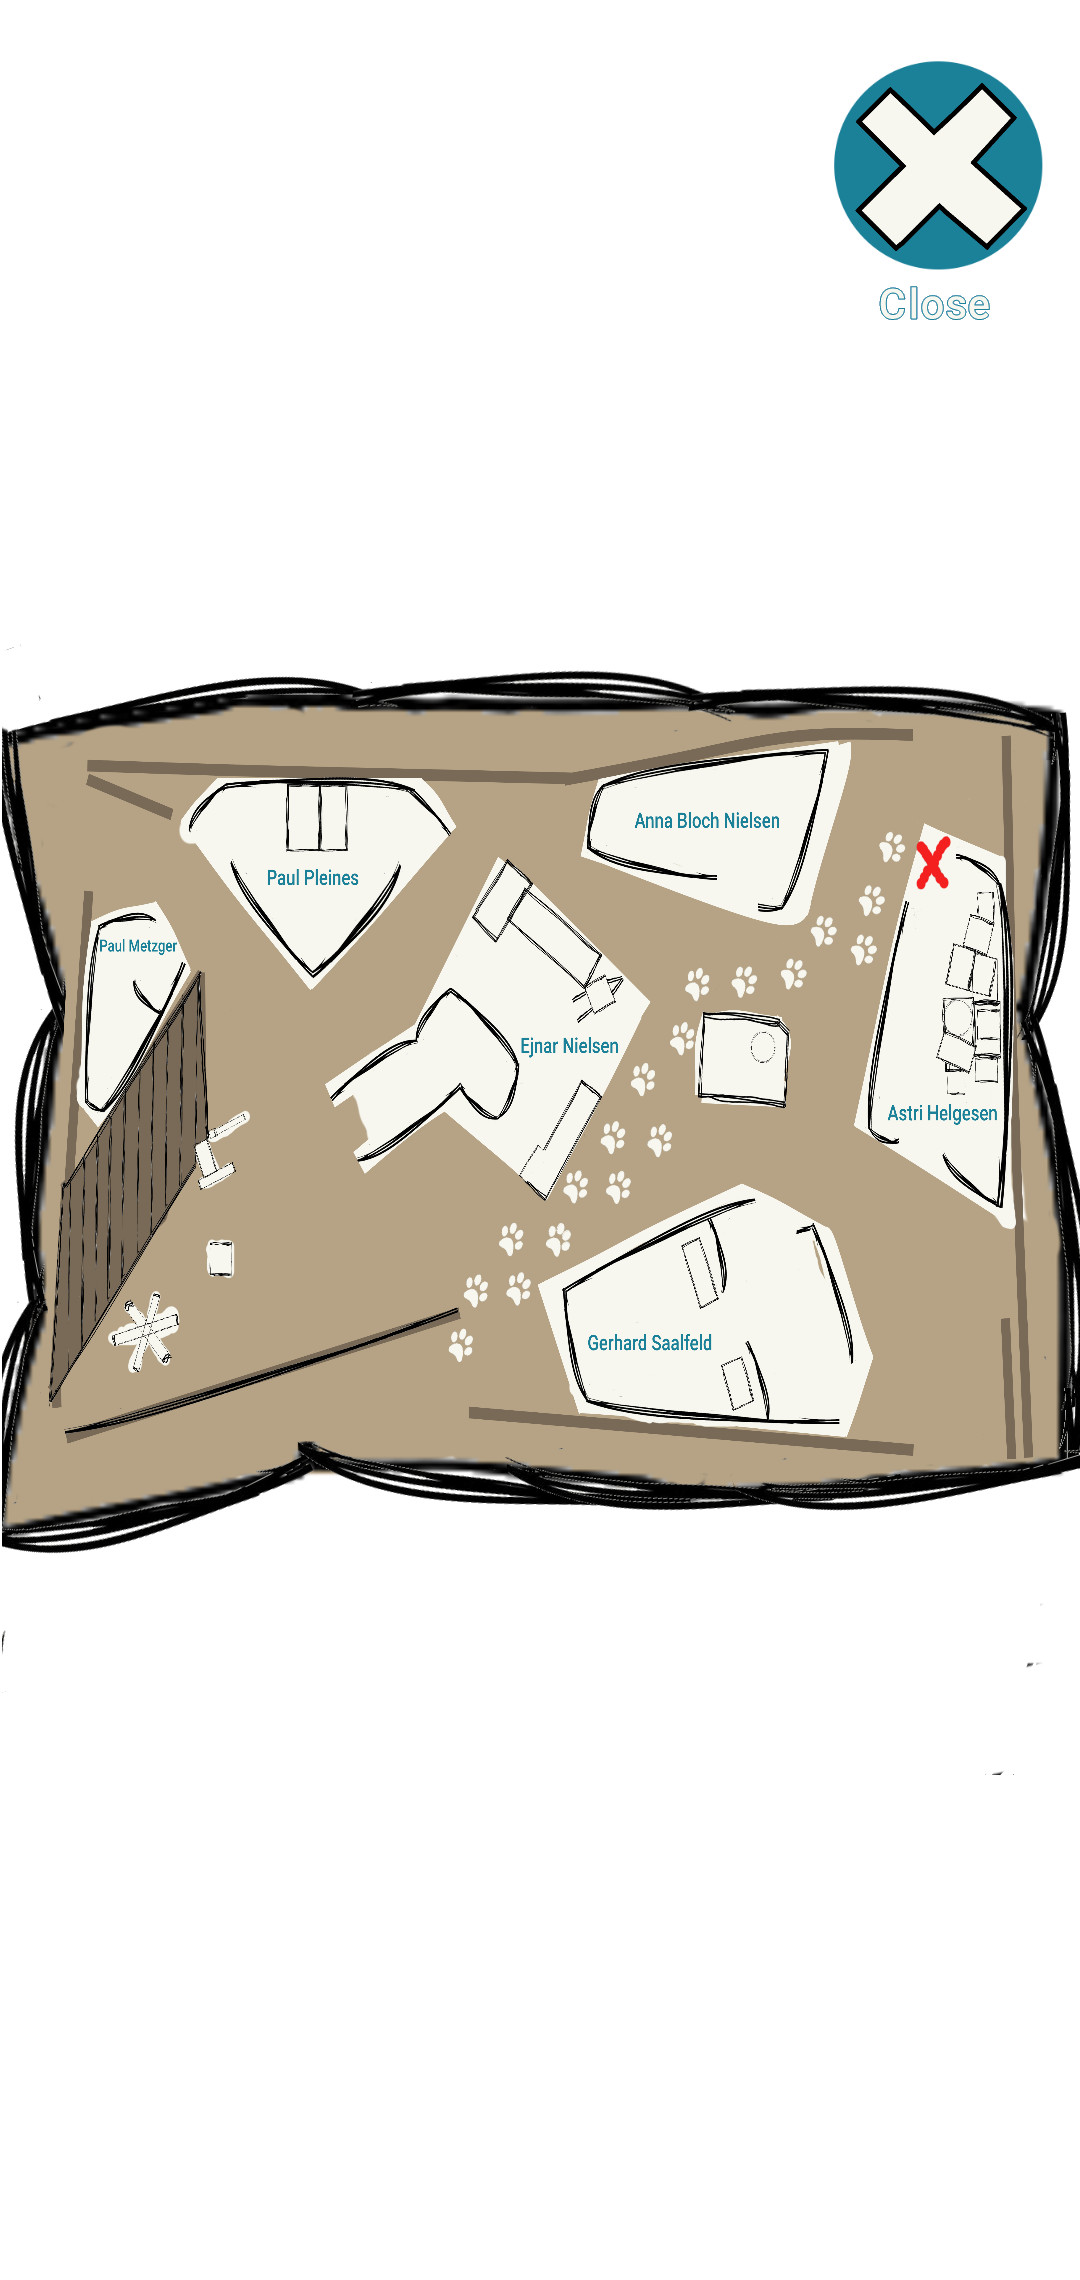 Close
Anna Bloch Nielsen
Paul Pleines
Paul Metzger
Ejnar Nielsen
Astri Helgesen
Gerhard Saalfeld